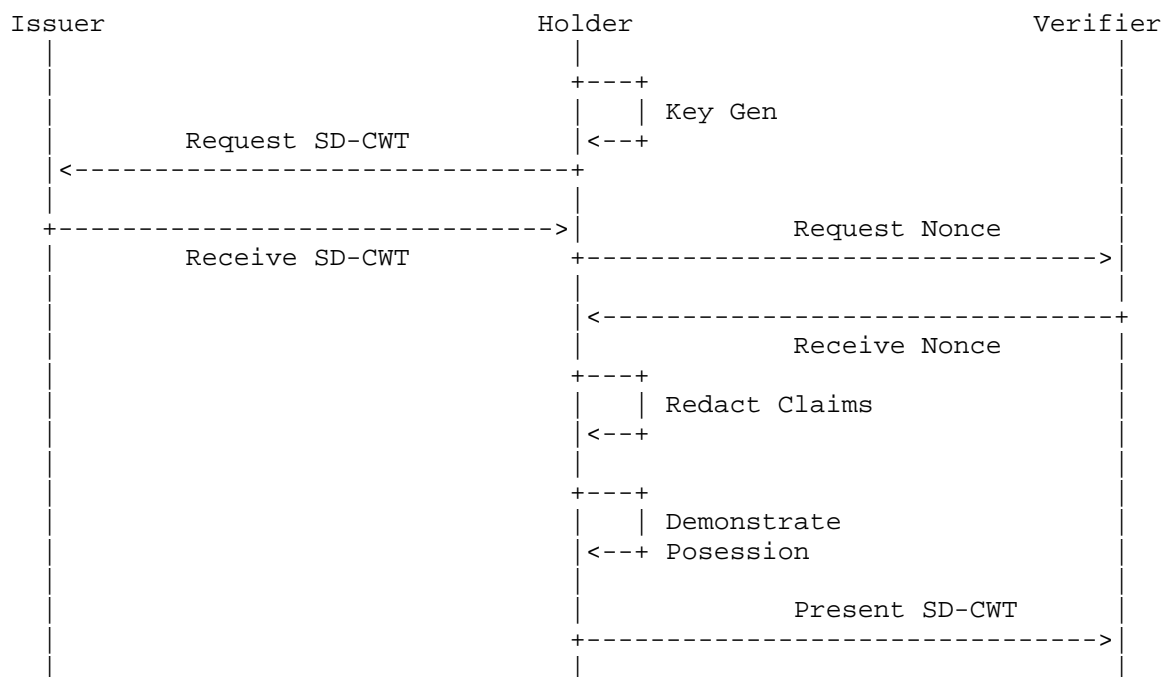 Issuer Holder Verifier
Key Gen
Request SD-CWT
Request Nonce
Receive SD-CWT
Receive Nonce
Redact Claims
Demonstrate
Posession
Present SD-CWT